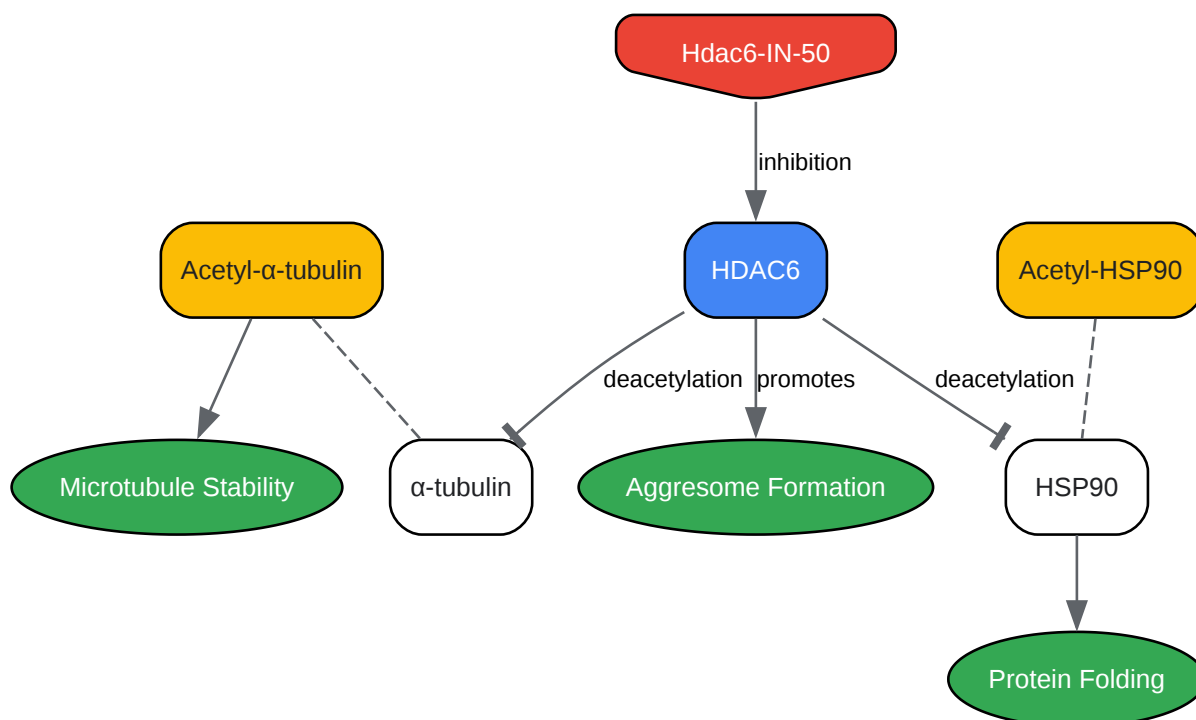 Hdac6-IN-50
inhibition
Acetyl-α-tubulin
HDAC6
Acetyl-HSP90
deacetylation
promotes
deacetylation
Microtubule Stability
α-tubulin
Aggresome Formation
HSP90
Protein Folding